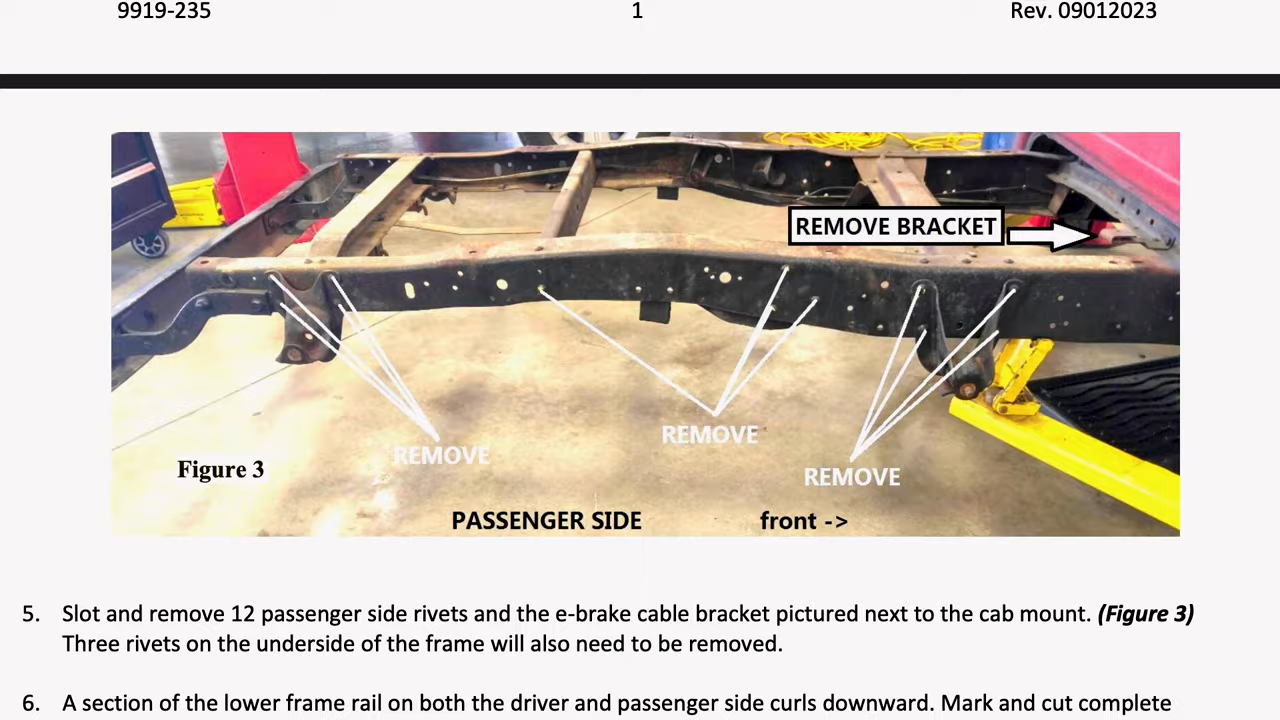 9919-235 1 Rev. 09012023
REMOVE BRACKET
REMOVE
REMOVE
REMOVE
Figure 3
PASSENGER SIDE front ->
5. Slot and remove 12 passenger side rivets and the e-brake cable bracket pictured next to the cab mount. (Figure 3)
Three rivets on the underside of the frame will also need to be removed.
6. A section of the lower frame rail on both the driver and passenger side curls downward. Mark and cut complete